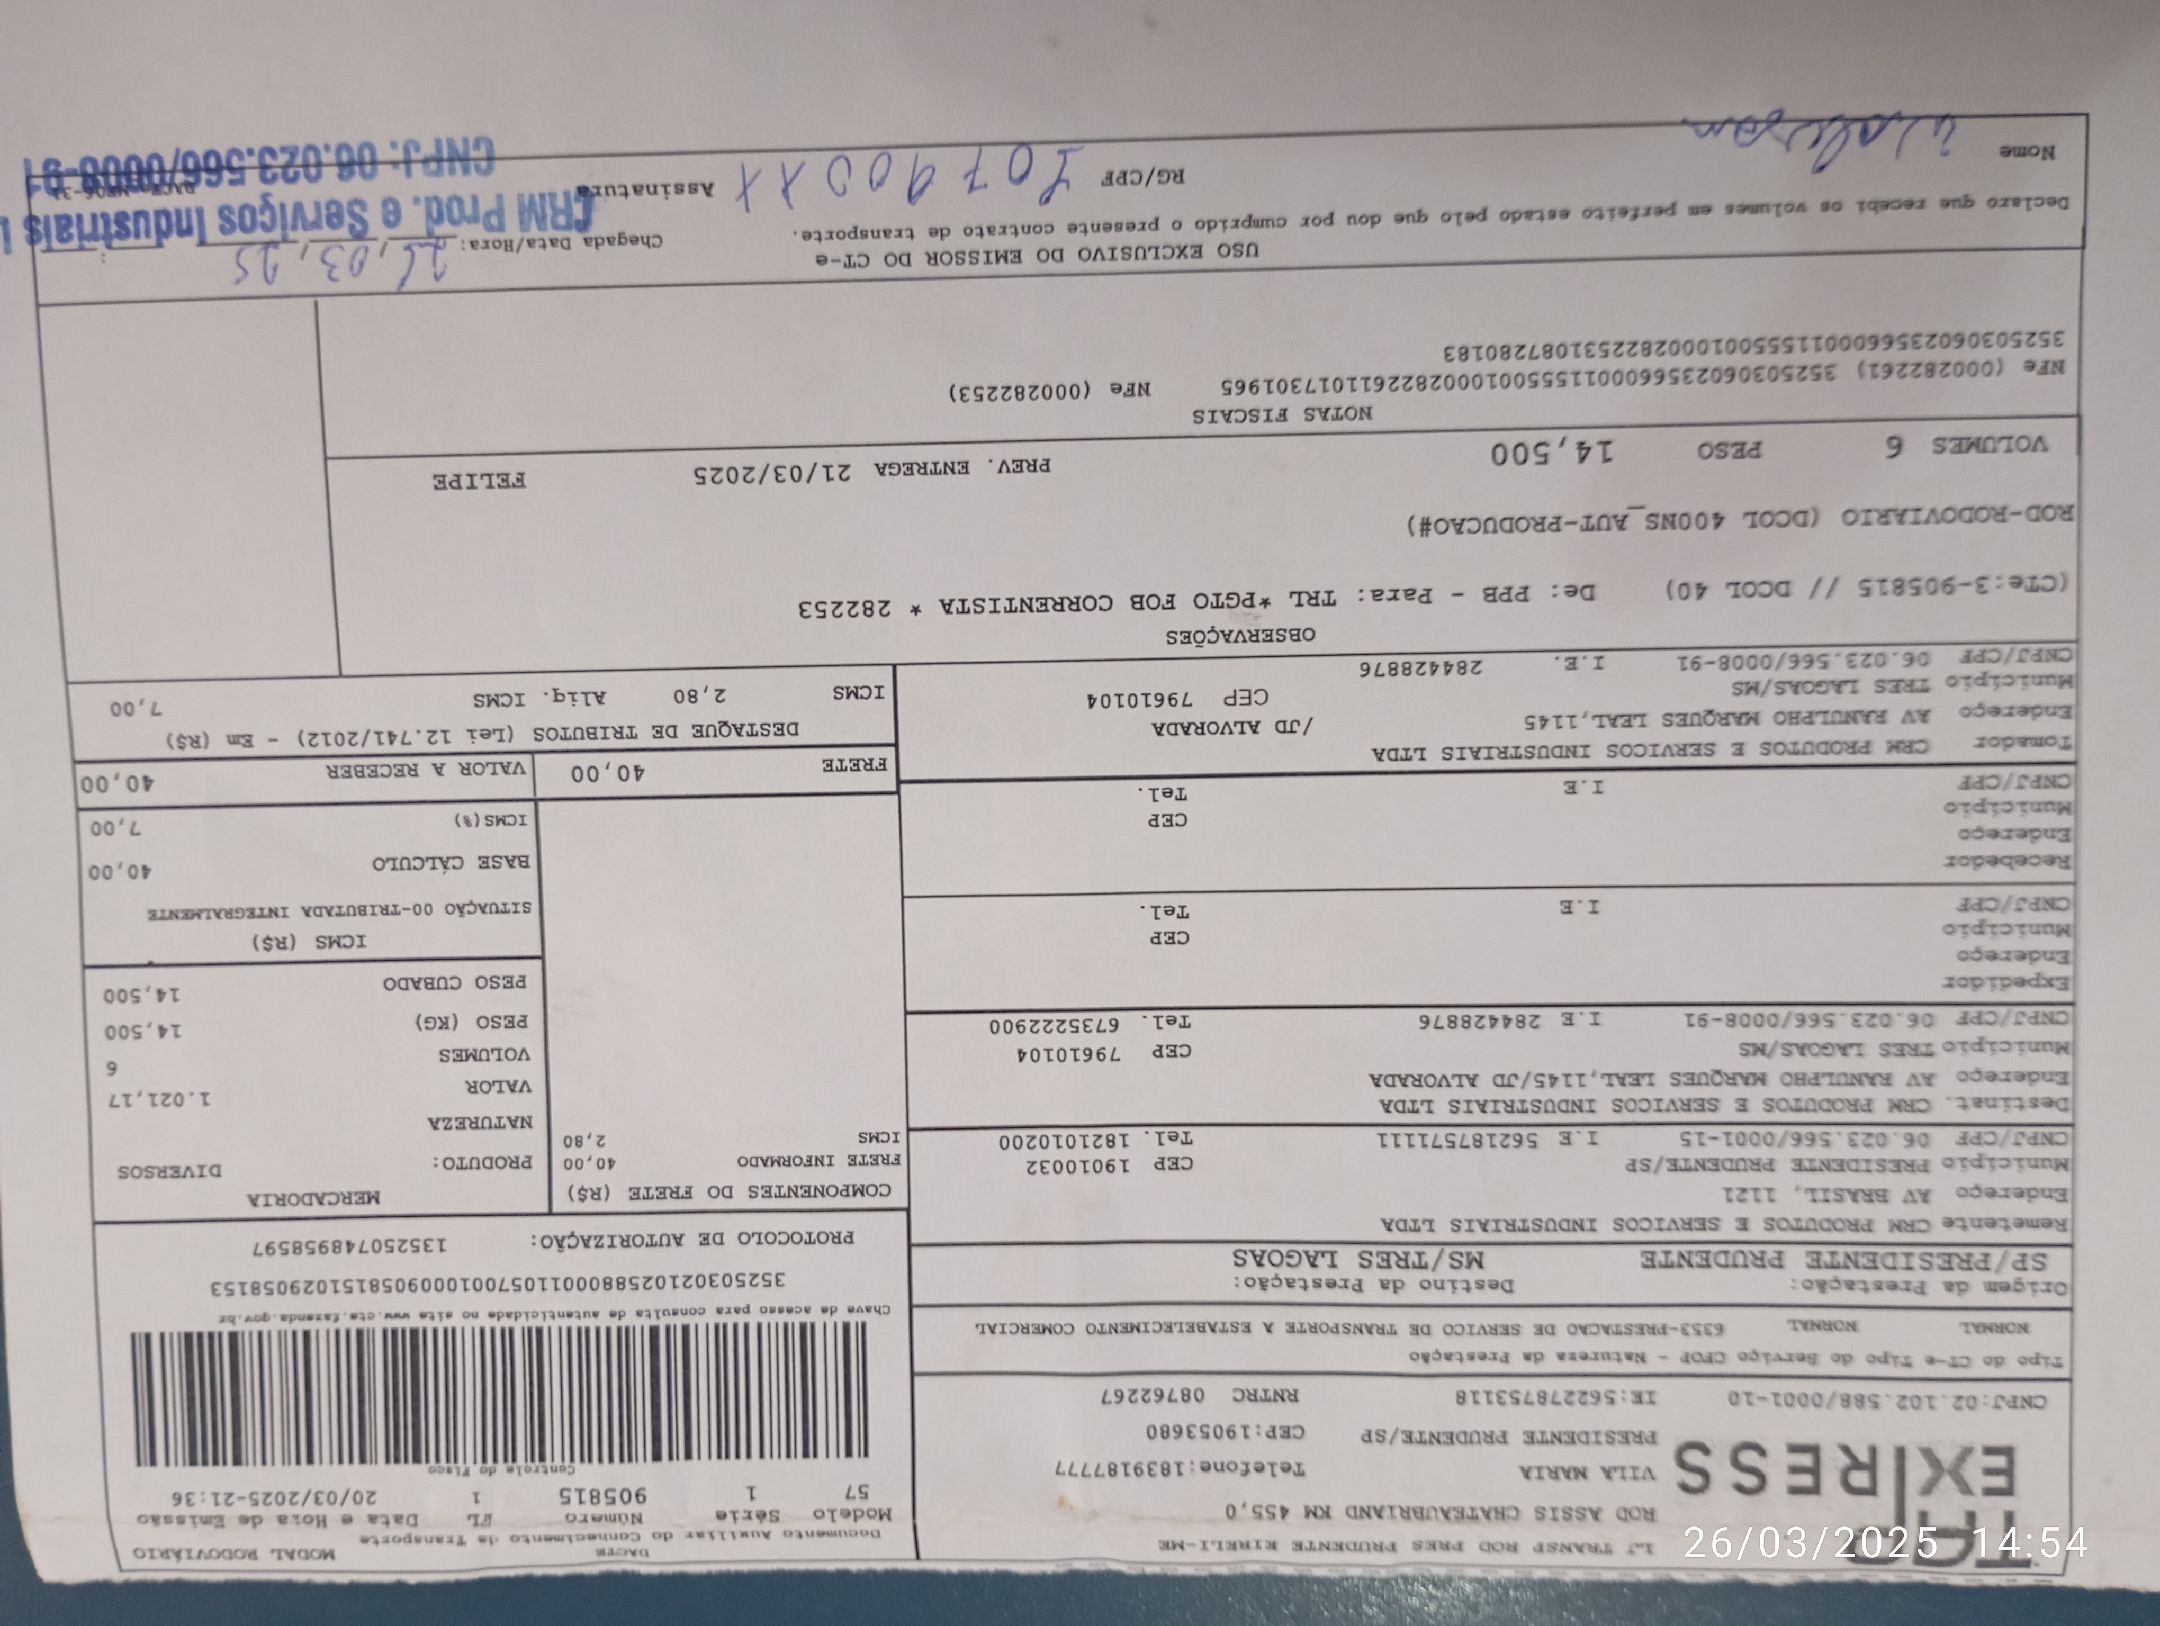 TAP
EXPRESS
LJ TRANSP ROD PRES PRUDENTE EIRELI-ME
ROD ASSIS CHATEAUBRIAND KM 455,0
VILA MARIA Telefone:18391877777
PRESIDENTE PRUDENTE/SP CEP:19053680
CNPJ:02.102.588/0001-10 IE:562278753118 RNTRC 08762267
DACTE MODAL RODOVIÁRIO
Documento Auxiliar do Conhecimento de Transporte
Modelo Série Número FL Data e Hora de Emissão
57 1 905815 1 20/03/2025-21:36
Controle do Fisco
Chave de acesso para consulta de autenticidade no site www.cte.fazenda.gov.br
35250302102588000110570010009058151029058153
PROTOCOLO DE AUTORIZAÇÃO: 135250748958597
Tipo do CT-e Tipo do Serviço CFOP - Natureza da Prestação
NORMAL NORMAL 6353-PRESTACAO DE SERVICO DE TRANSPORTE A ESTABELECIMENTO COMERCIAL
Origem da Prestação: Destino da Prestação:
SP/PRESIDENTE PRUDENTE MS/TRES LAGOAS
Remetente CRM PRODUTOS E SERVICOS INDUSTRIAIS LTDA
Endereço AV BRASIL, 1121
Município PRESIDENTE PRUDENTE/SP CEP 19010032
CNPJ/CPF 06.023.566/0001-15 I.E 562187571111 Tel. 1821010200
Destinat. CRM PRODUTOS E SERVICOS INDUSTRIAIS LTDA
Endereço AV RANULPHO MARQUES LEAL,1145/JD ALVORADA
Município TRES LAGOAS/MS CEP 79610104
CNPJ/CPF 06.023.566/0008-91 I.E 284428876 Tel. 6735222900
Expedidor
Endereço
Município CEP
CNPJ/CPF I.E Tel.
Recebedor
Endereço
Município CEP
CNPJ/CPF I.E Tel.
Tomador CRM PRODUTOS E SERVICOS INDUSTRIAIS LTDA
Endereço AV RANULPHO MARQUES LEAL,1145 /JD ALVORADA
Município TRES LAGOAS/MS CEP 79610104
CNPJ/CPF 06.023.566/0008-91 I.E. 284428876
COMPONENTES DO FRETE (R$)
FRETE INFORMADO 40,00
ICMS 2,80
MERCADORIA
PRODUTO: DIVERSOS
NATUREZA
VALOR 1.021,17
VOLUMES 6
PESO (KG) 14,500
PESO CUBADO 14,500
ICMS (R$)
SITUAÇÃO 00-TRIBUTADA INTEGRALMENTE
BASE CÁLCULO 40,00
ICMS(%) 7,00
FRETE 40,00 VALOR A RECEBER 40,00
DESTAQUE DE TRIBUTOS (Lei 12.741/2012) - Em (R$)
ICMS 2,80 Aliq. ICMS 7,00
OBSERVAÇÕES
(CTe:3-905815 // DCOL 40) De: PPB - Para: TRL *PGTO FOB CORRENTISTA * 282253
ROD-RODOVIARIO (DCOL 400NS_AUT-PRODUCAO#)
VOLUMES 6 PESO 14,500 PREV. ENTREGA 21/03/2025 FELIPE
NOTAS FISCAIS
NFe (000282261) 35250306023566000115550010002822611017301965 NFe (000282253)
35250306023566000115550010002822531087280183
USO EXCLUSIVO DO EMISSOR DO CT-e
Declaro que recebi os volumes em perfeito estado pelo que dou por cumprido o presente contrato de transporte.
Chegada Data/Hora: 26,03,25 :
Nome RG/CPF 107900XX Assinatura
CRM Prod. e Serviços Industriais
CNPJ: 06.023.566/0008-91
26/03/2025 14:54